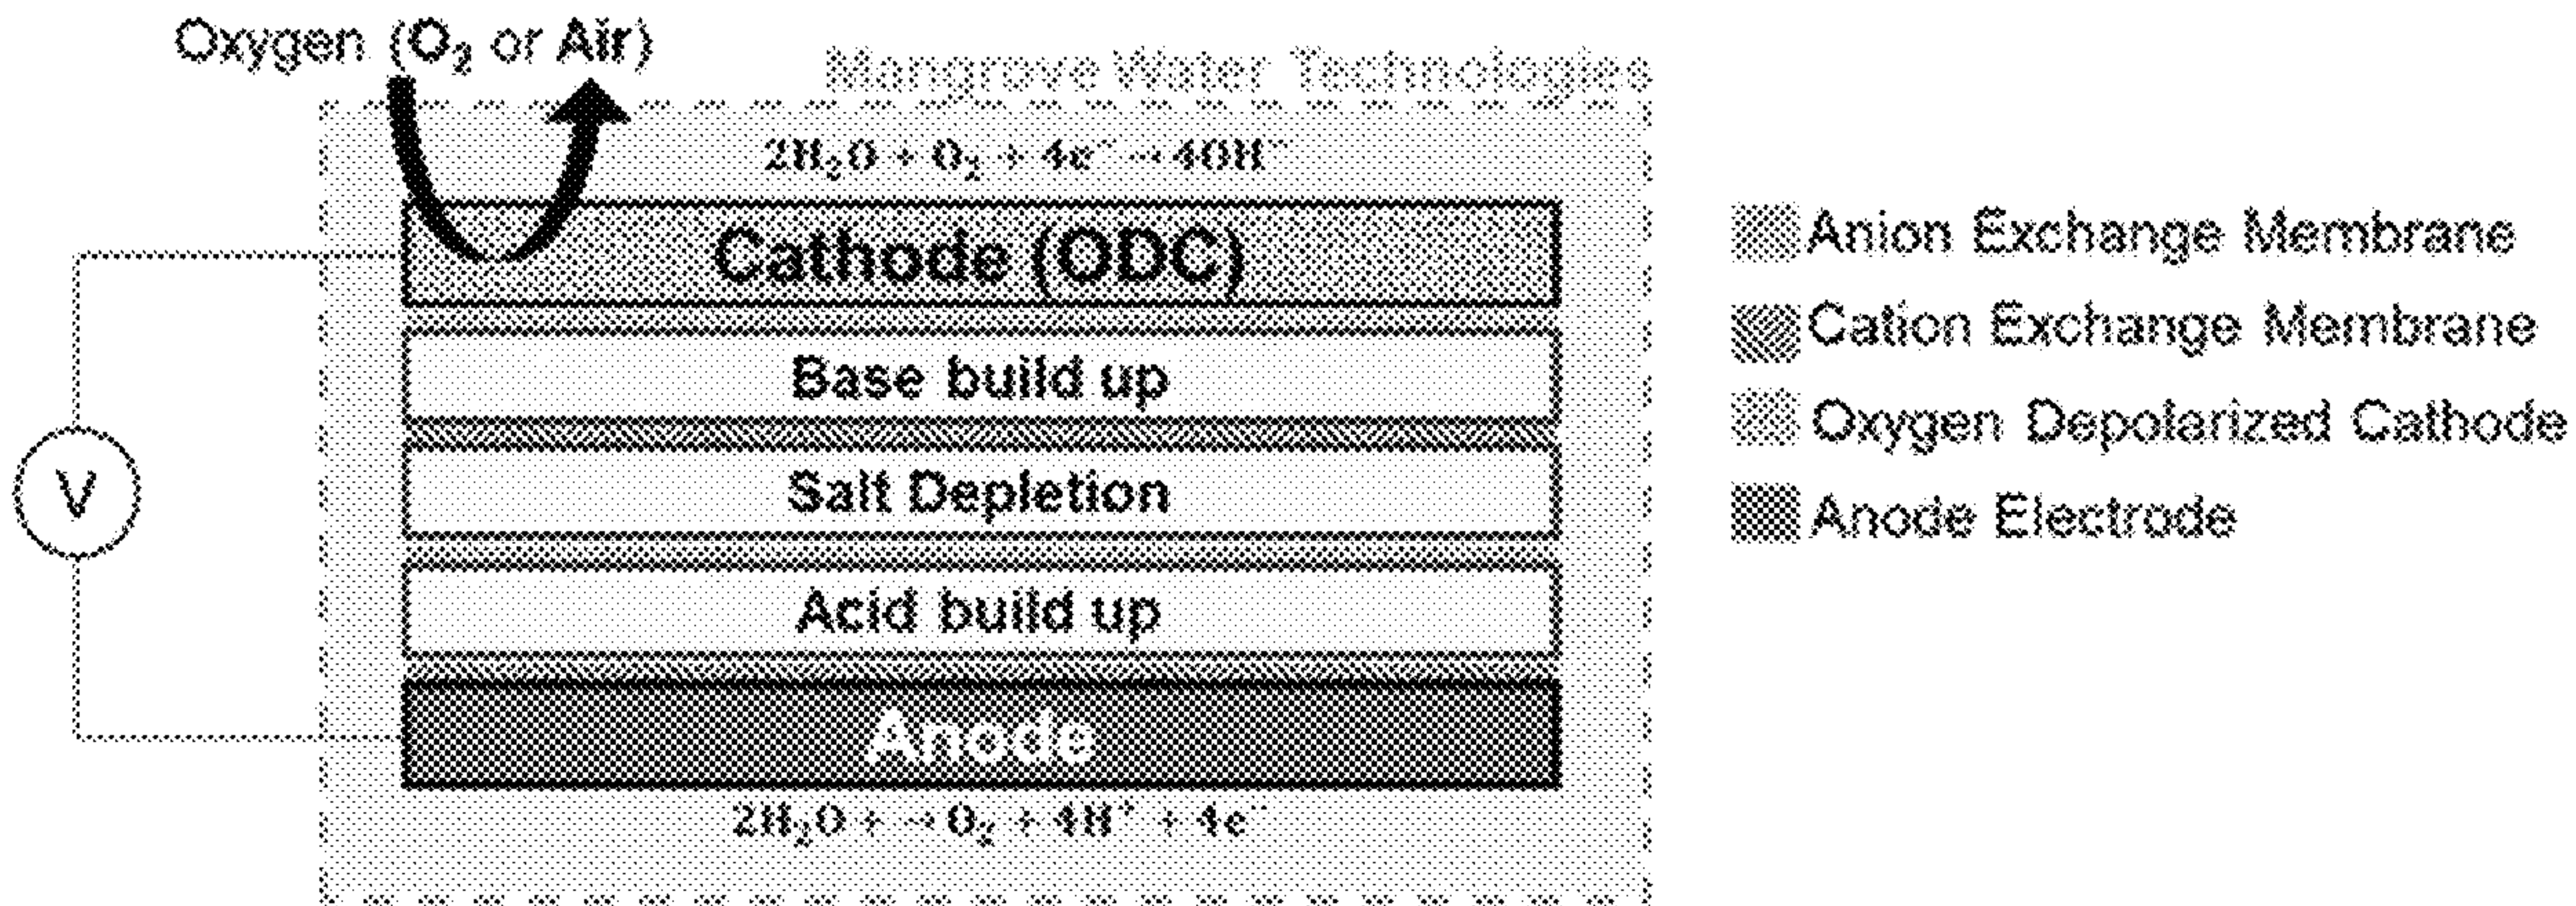 Oxygen (O₂ or Air)
Mangrove Water Technologies
2H₂O + O₂ + 4e⁻ → 4OH⁻
Cathode (ODC)
Base build up
Salt Depletion
Acid build up
Anode
2H₂O + → O₂ + 4H⁺ + 4e⁻
V
Anion Exchange Membrane
Cation Exchange Membrane
Oxygen Depolarized Cathode
Anode Electrode